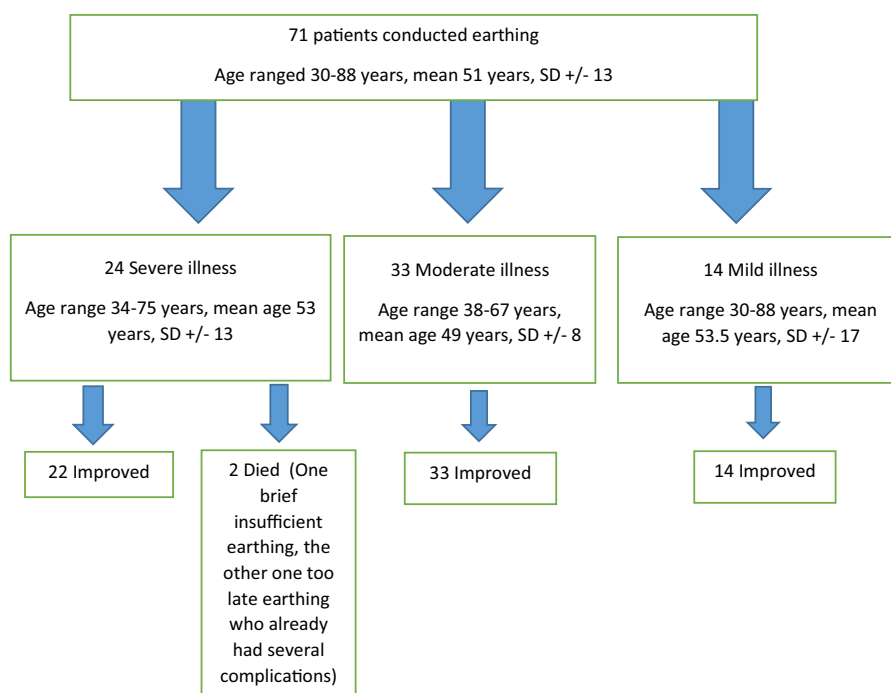 71 patients conducted earthing
Age ranged 30-88 years, mean 51 years, SD +/- 13
24 Severe illness
Age range 34-75 years, mean age 53
years, SD +/- 13
33 Moderate illness
Age range 38-67 years,
mean age 49 years, SD +/- 8
14 Mild illness
Age range 30-88 years, mean
age 53.5 years, SD +/- 17
22 Improved
2 Died (One
brief
insufficient
earthing, the
other one too
late earthing
who already
had several
complications)
33 Improved
14 Improved